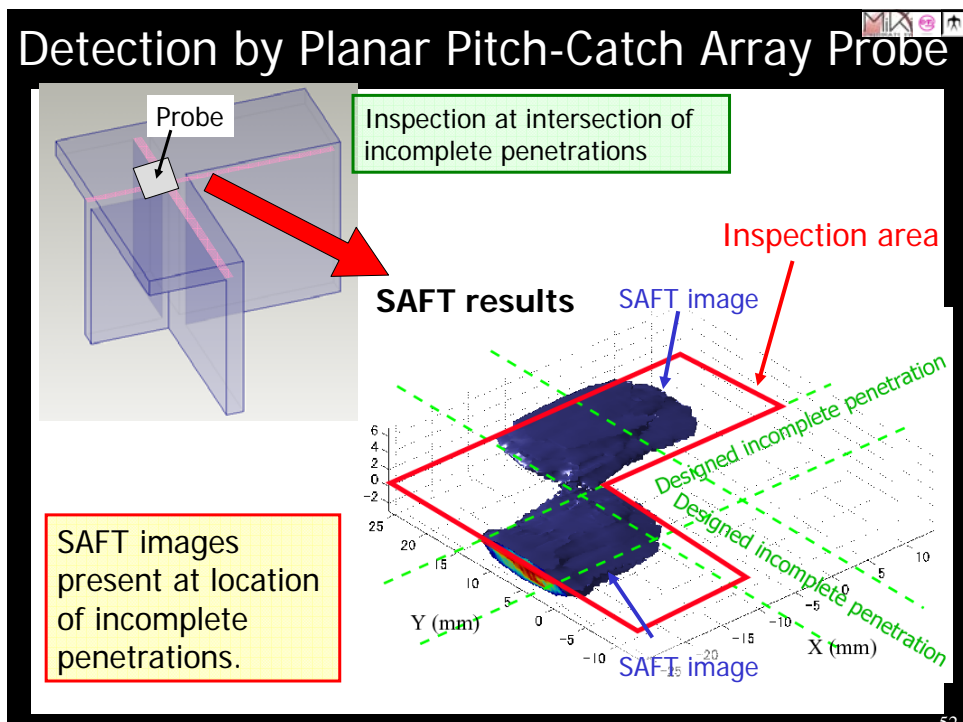 MiKi
Detection by Planar Pitch-Catch Array Probe
Probe
Inspection at intersection of
incomplete penetrations
Inspection area
SAFT results
SAFT image
Designed incomplete penetration
Designed incomplete penetration
6
4
2
0
-2
25
20
15
10
5
0
-5
-10
Y (mm)
10
5
0
-5
-10
-15
-20
-25
X (mm)
SAFT image
SAFT images
present at location
of incomplete
penetrations.
52